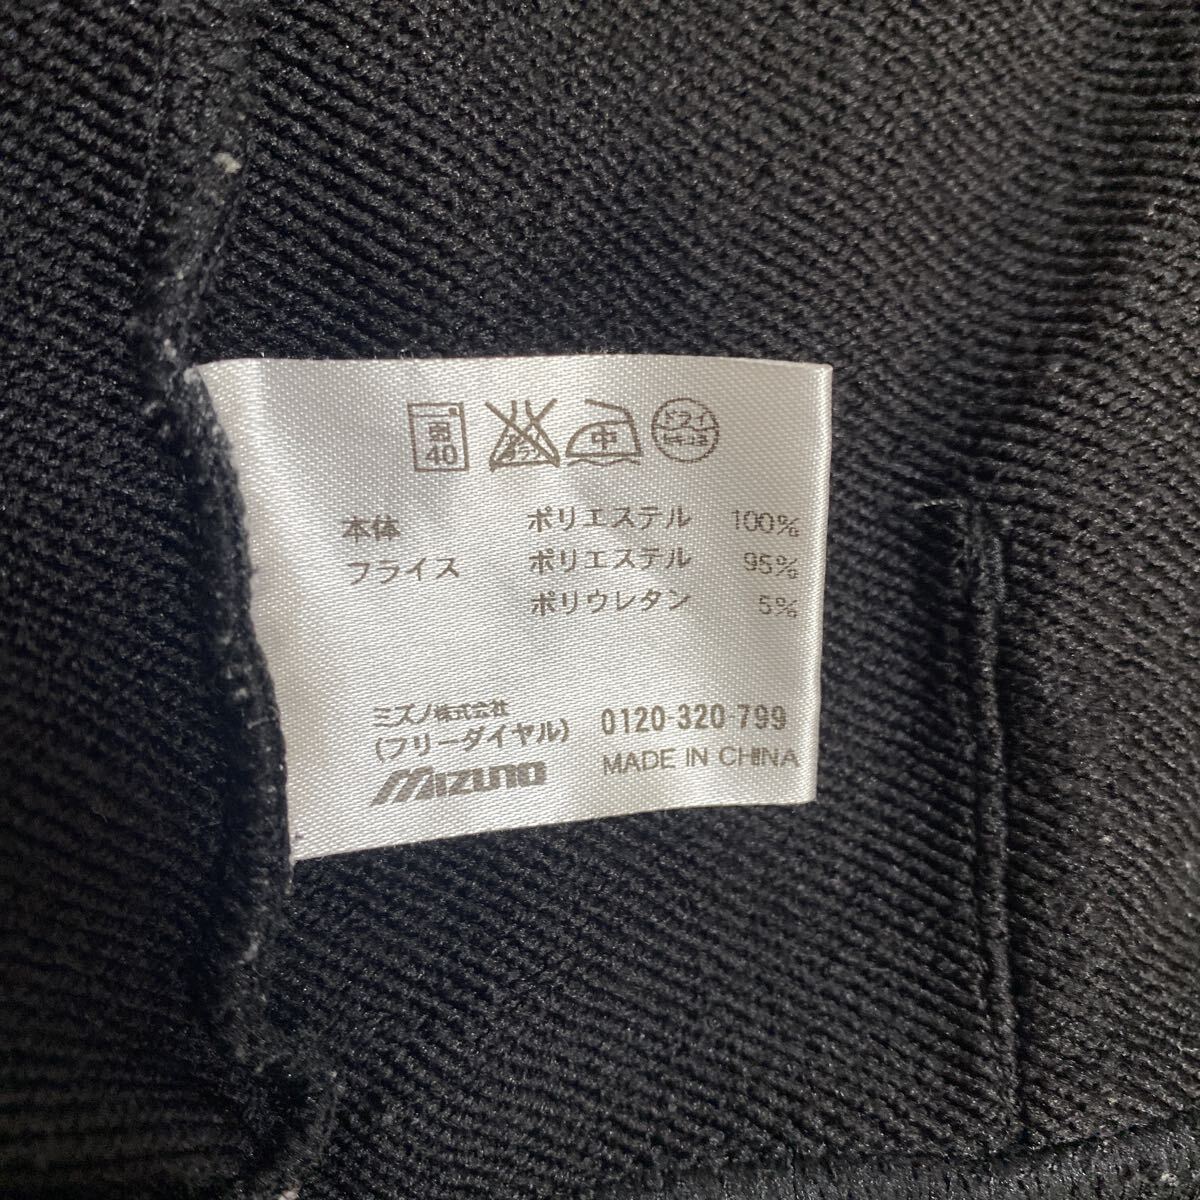 弱 40 中 ドライ
本体 ポリエステル 100%
フライス ポリエステル 95%
ポリウレタン 5%
ミズノ株式会社
(フリーダイヤル) 0120-320-799
MIZUNO MADE IN CHINA